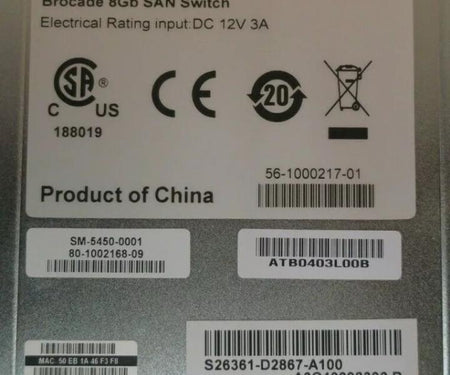 Brocade 8Gb SAN Switch
Electrical Rating input:DC 12V 3A
SA ®
C US
188019
CE
20
56-1000217-01
Product of China
SM-5450-0001
80-1002168-09
ATB0403L00B
MAC. 50 EB 1A 46 F3 F8
S26361-D2867-A100